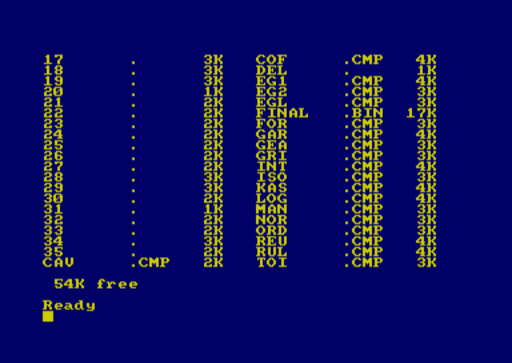 17 . 3K COF .CMP 4K
18 . 3K DEL . 1K
19 . 3K EG1 .CMP 4K
20 . 1K EG2 .CMP 3K
21 . 2K EGL .CMP 3K
22 . 2K FINAL .BIN 17K
23 . 2K FOR .CMP 3K
24 . 2K GAR .CMP 4K
25 . 2K GEA .CMP 3K
26 . 2K GRI .CMP 3K
27 . 2K INT .CMP 4K
28 . 3K ISO .CMP 3K
29 . 3K KAS .CMP 4K
30 . 2K LOG .CMP 4K
31 . 1K MAN .CMP 3K
32 . 2K NOR .CMP 3K
33 . 2K ORD .CMP 3K
34 . 3K REU .CMP 4K
35 . 2K RUL .CMP 4K
CAV .CMP 2K TOI .CMP 3K
54K free
Ready